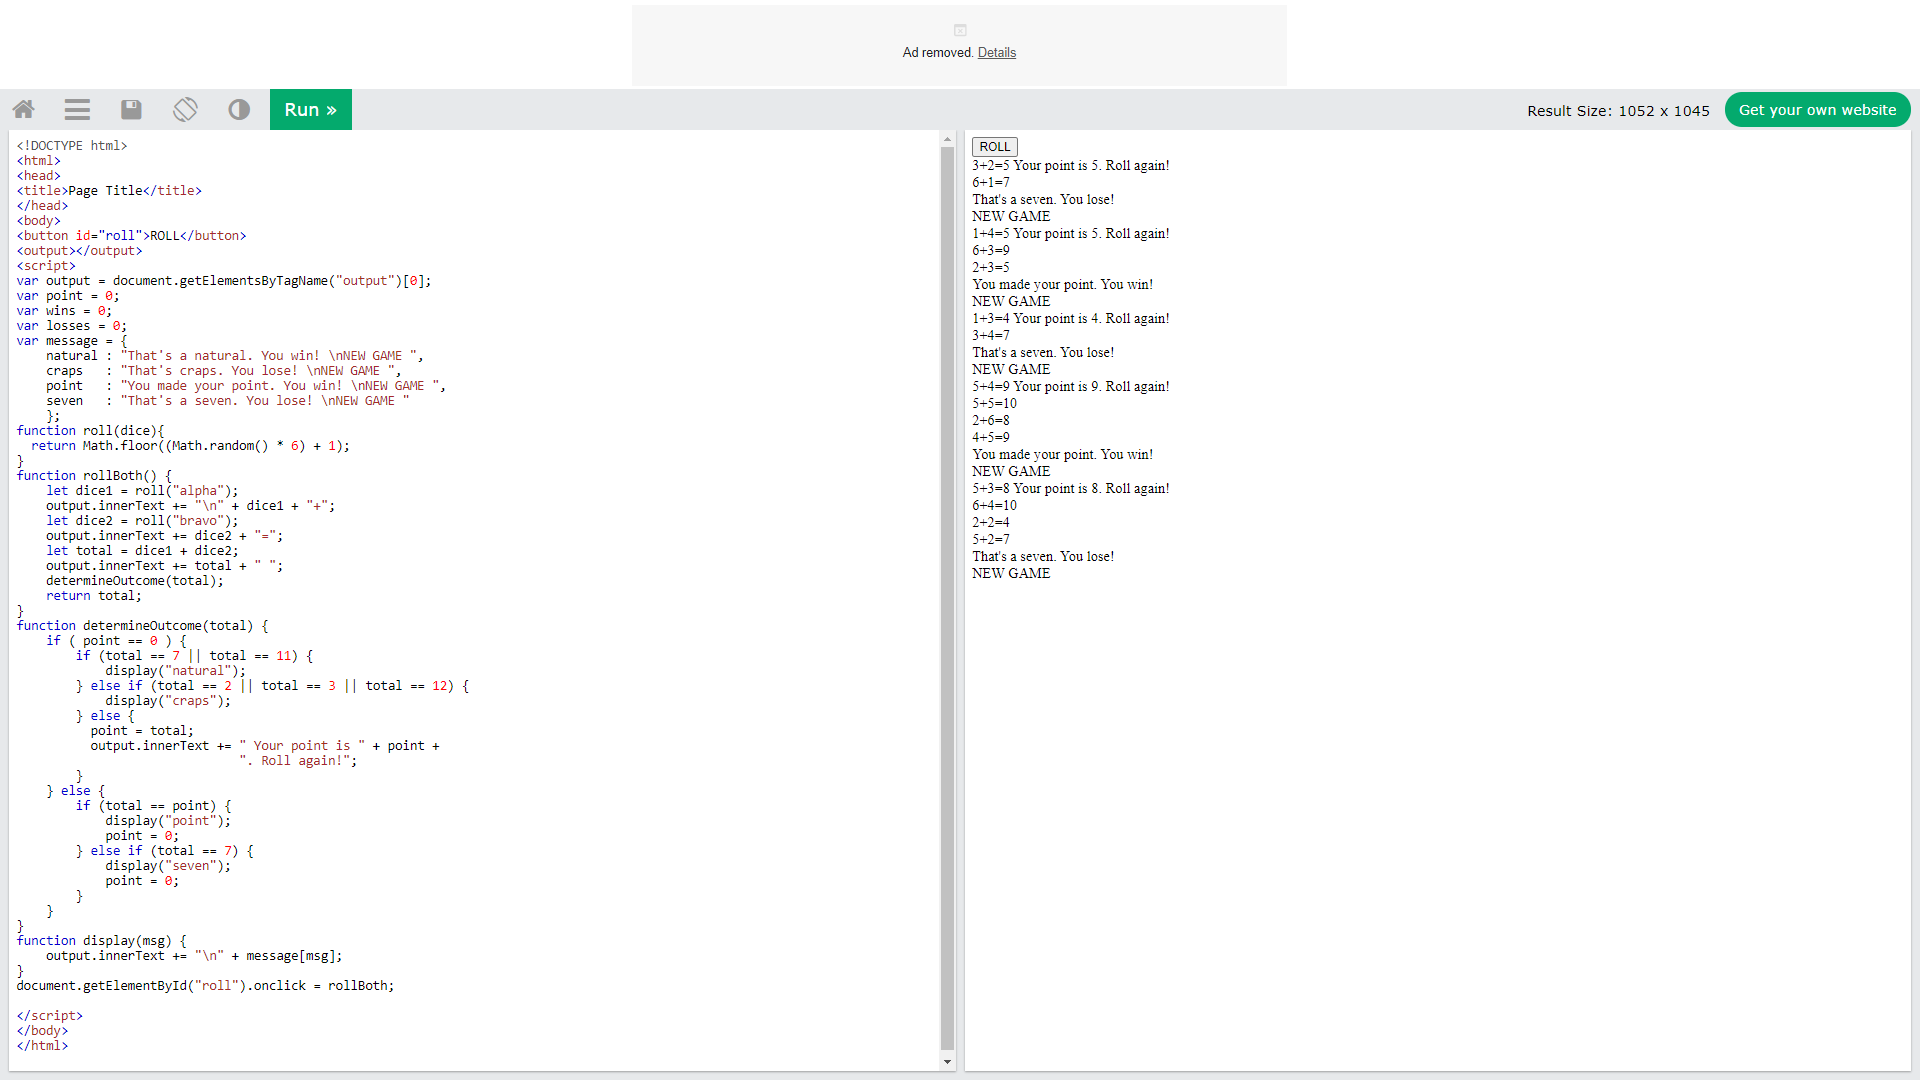 Ad removed. Details
Run »
Result Size: 1052 x 1045
Get your own website
<!DOCTYPE html>
<html>
<head>
<title>Page Title</title>
</head>
<body>
<button id="roll">ROLL</button>
<output></output>
<script>
var output = document.getElementsByTagName("output")[0];
var point = 0;
var wins = 0;
var losses = 0;
var message = {
    natural : "That's a natural. You win! \nNEW GAME ",
    craps   : "That's craps. You lose! \nNEW GAME ",
    point   : "You made your point. You win! \nNEW GAME ",
    seven   : "That's a seven. You lose! \nNEW GAME "
    };
function roll(dice){
  return Math.floor((Math.random() * 6) + 1);
}
function rollBoth() {
    let dice1 = roll("alpha");
    output.innerText += "\n" + dice1 + "+";
    let dice2 = roll("bravo");
    output.innerText += dice2 + "=";
    let total = dice1 + dice2;
    output.innerText += total + " ";
    determineOutcome(total);
    return total;
}
function determineOutcome(total) {
    if ( point == 0 ) {
        if (total == 7 || total == 11) {
            display("natural");
        } else if (total == 2 || total == 3 || total == 12) {
            display("craps");
        } else {
          point = total;
          output.innerText += " Your point is " + point +
                              ". Roll again!";
        }
    } else {
        if (total == point) {
            display("point");
            point = 0;
        } else if (total == 7) {
            display("seven");
            point = 0;
        }
    }
}
function display(msg) {
    output.innerText += "\n" + message[msg];
}
document.getElementById("roll").onclick = rollBoth;

</script>
</body>
</html>
ROLL
3+2=5 Your point is 5. Roll again!
6+1=7
That's a seven. You lose!
NEW GAME
1+4=5 Your point is 5. Roll again!
6+3=9
2+3=5
You made your point. You win!
NEW GAME
1+3=4 Your point is 4. Roll again!
3+4=7
That's a seven. You lose!
NEW GAME
5+4=9 Your point is 9. Roll again!
5+5=10
2+6=8
4+5=9
You made your point. You win!
NEW GAME
5+3=8 Your point is 8. Roll again!
6+4=10
2+2=4
5+2=7
That's a seven. You lose!
NEW GAME